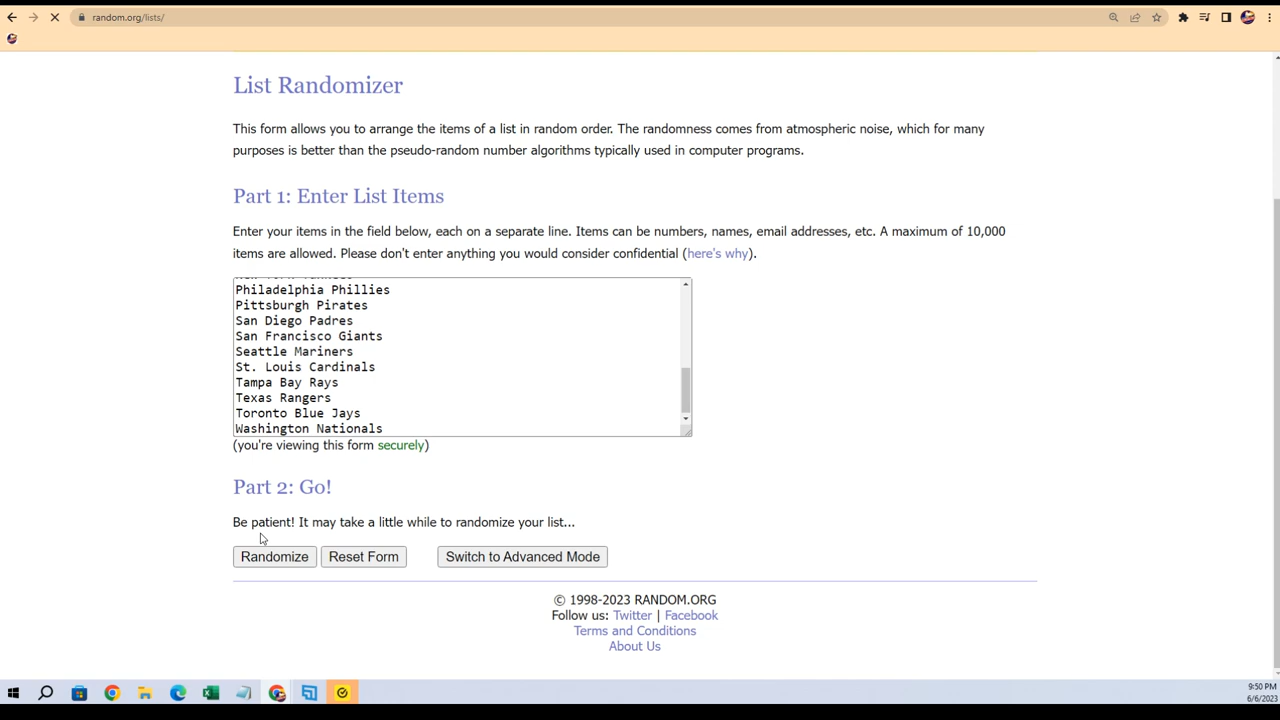 random.org/lists/
List Randomizer
This form allows you to arrange the items of a list in random order. The randomness comes from atmospheric noise, which for many
purposes is better than the pseudo-random number algorithms typically used in computer programs.
Part 1: Enter List Items
Enter your items in the field below, each on a separate line. Items can be numbers, names, email addresses, etc. A maximum of 10,000
items are allowed. Please don't enter anything you would consider confidential (here's why).
Philadelphia Phillies
Pittsburgh Pirates
San Diego Padres
San Francisco Giants
Seattle Mariners
St. Louis Cardinals
Tampa Bay Rays
Texas Rangers
Toronto Blue Jays
Washington Nationals
(you're viewing this form securely)
Part 2: Go!
Be patient! It may take a little while to randomize your list...
Randomize Reset Form Switch to Advanced Mode
© 1998-2023 RANDOM.ORG
Follow us: Twitter | Facebook
Terms and Conditions
About Us
9:50 PM
6/6/2023